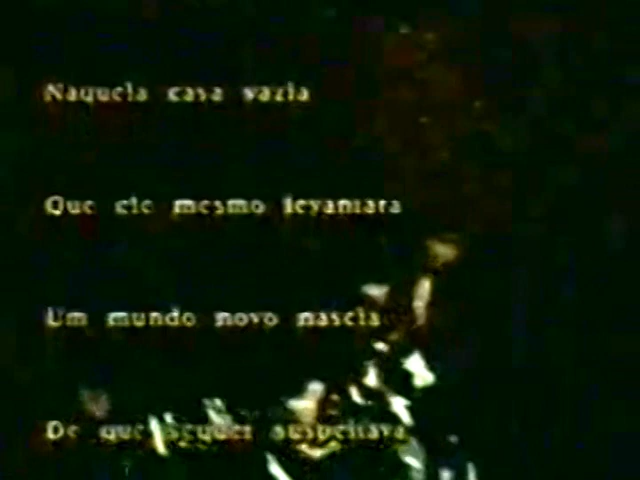 Naquela casa vazia
Que ele mesmo levantara
Um mundo novo nascia
De que sequer suspeitava